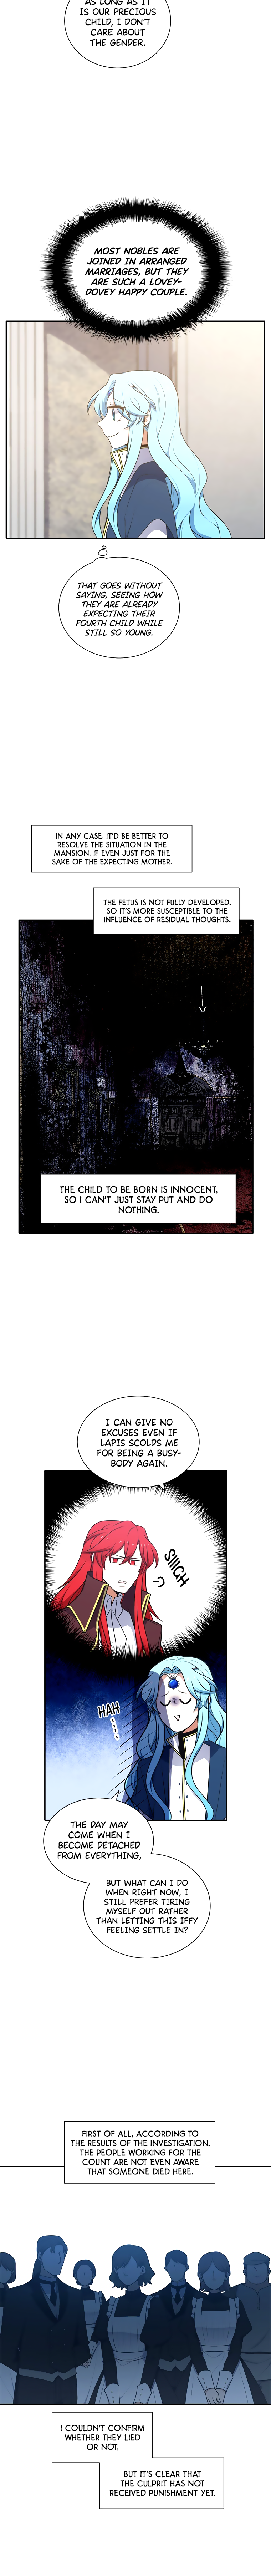 AS LONG AS IT
IS OUR PRECIOUS
CHILD, I DON'T
CARE ABOUT
THE GENDER.
MOST NOBLES ARE
JOINED IN ARRANGED
MARRIAGES, BUT THEY
ARE SUCH A LOVEY-
DOVEY HAPPY COUPLE.
THAT GOES WITHOUT
SAYING, SEEING HOW
THEY ARE ALREADY
EXPECTING THEIR
FOURTH CHILD WHILE
STILL SO YOUNG.
IN ANY CASE, IT'D BE BETTER TO
RESOLVE THE SITUATION IN THE
MANSION, IF EVEN JUST FOR THE
SAKE OF THE EXPECTING MOTHER.
THE FETUS IS NOT FULLY DEVELOPED,
SO IT'S MORE SUSCEPTIBLE TO THE
INFLUENCE OF RESIDUAL THOUGHTS.
THE CHILD TO BE BORN IS INNOCENT,
SO I CAN'T JUST STAY PUT AND DO
NOTHING.
I CAN GIVE NO
EXCUSES EVEN IF
LAPIS SCOLDS ME
FOR BEING A BUSY-
BODY AGAIN.
SIIIGH
HAH
THE DAY MAY
COME WHEN I
BECOME DETACHED
FROM EVERYTHING,
BUT WHAT CAN I DO
WHEN RIGHT NOW, I
STILL PREFER TIRING
MYSELF OUT RATHER
THAN LETTING THIS IFFY
FEELING SETTLE IN?
FIRST OF ALL, ACCORDING TO
THE RESULTS OF THE INVESTIGATION,
THE PEOPLE WORKING FOR THE
COUNT ARE NOT EVEN AWARE
THAT SOMEONE DIED HERE.
I COULDN'T CONFIRM
WHETHER THEY LIED
OR NOT,
BUT IT'S CLEAR THAT
THE CULPRIT HAS NOT
RECEIVED PUNISHMENT YET.